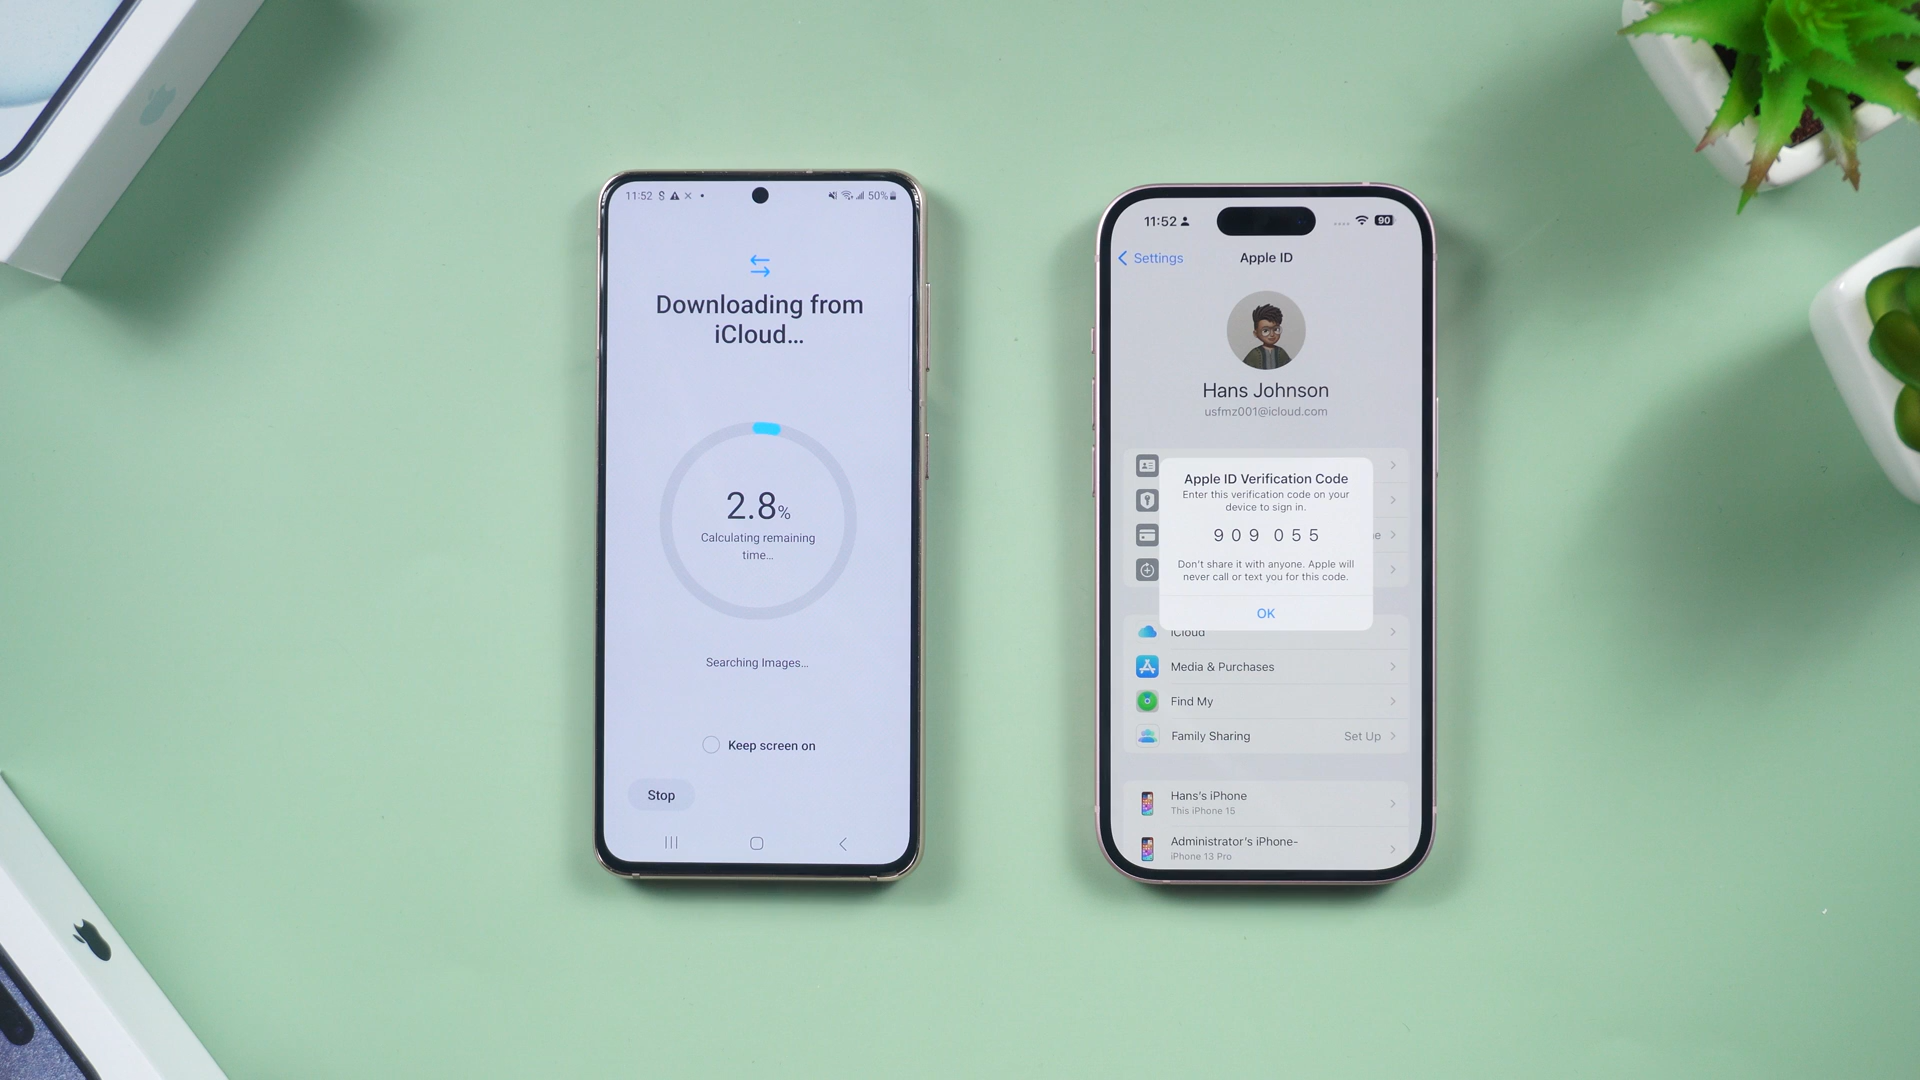 11:52
50%
Downloading from
iCloud...
2.8%
Calculating remaining
time...
Searching Images...
Keep screen on
Stop
11:52
90
Settings
Apple ID
Hans Johnson
usfmz001@icloud.com
Apple ID Verification Code
Enter this verification code on your
device to sign in.
909 055
Don't share it with anyone. Apple will
never call or text you for this code.
OK
iCloud
Media & Purchases
Find My
Family Sharing
Set Up
Hans's iPhone
This iPhone 15
Administrator's iPhone-
iPhone 13 Pro